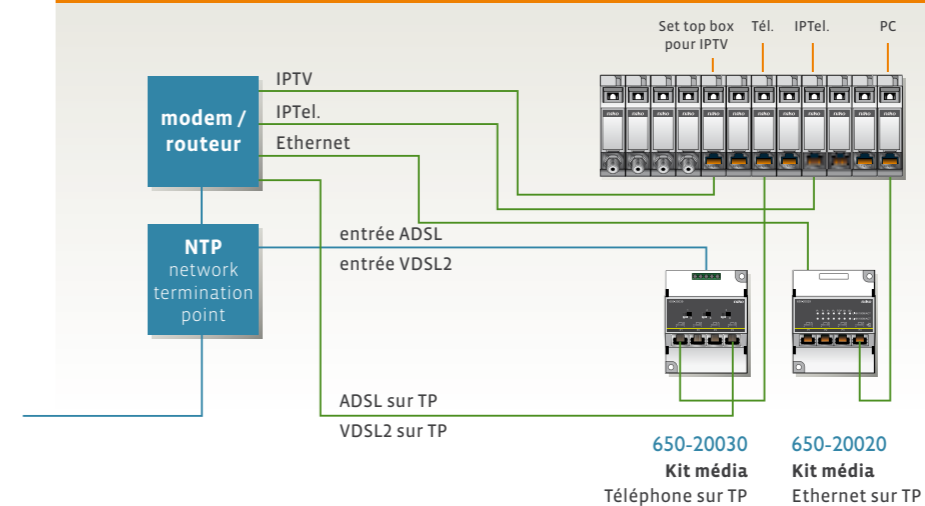 Set top box
pour IPTV
Tél.
IPTel.
PC
IPTV
IPTel.
Ethernet
modem /
routeur
NTP
network
termination
point
entrée ADSL
entrée VDSL2
ADSL sur TP
VDSL2 sur TP
650-20030
Kit média
Téléphone sur TP
650-20020
Kit média
Ethernet sur TP